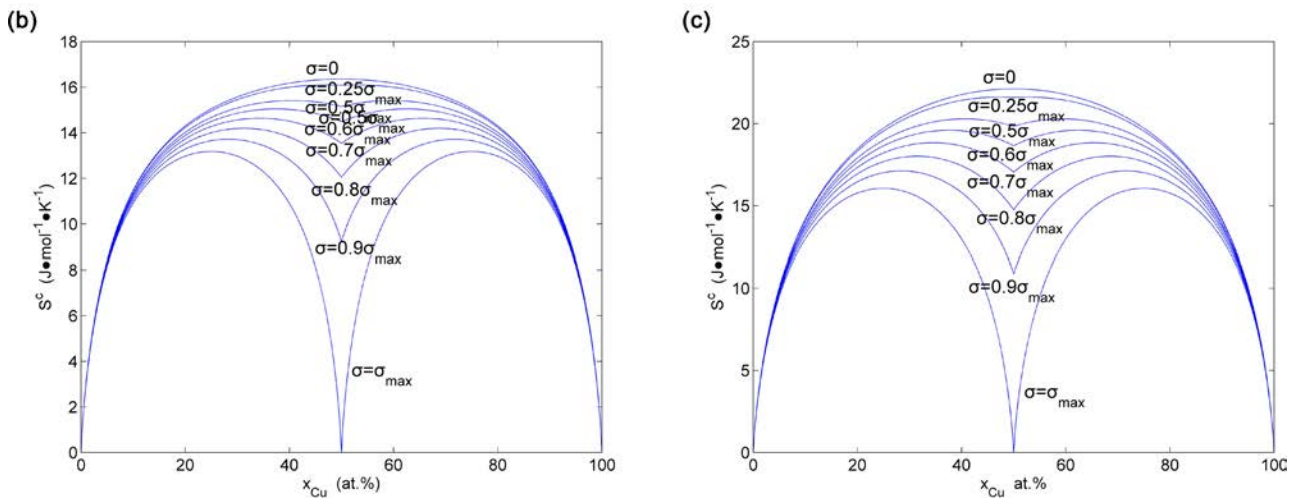 (b)
18
16
14
12
10
8
6
4
2
0
S^c (J●mol^-1●K^-1)
σ=0
σ=0.25σ_max
σ=0.5σ
σ=0.5σ_max
σ=0.6σ_max
σ=0.7σ_max
σ=0.8σ_max
σ=0.9σ_max
σ=σ_max
0 20 40 60 80 100
x_Cu (at.%)
(c)
25
20
15
10
5
0
S^c (J●mol^-1●K^-1)
σ=0
σ=0.25σ_max
σ=0.5σ_max
σ=0.6σ_max
σ=0.7σ_max
σ=0.8σ_max
σ=0.9σ_max
σ=σ_max
0 20 40 60 80 100
x_Cu at.%